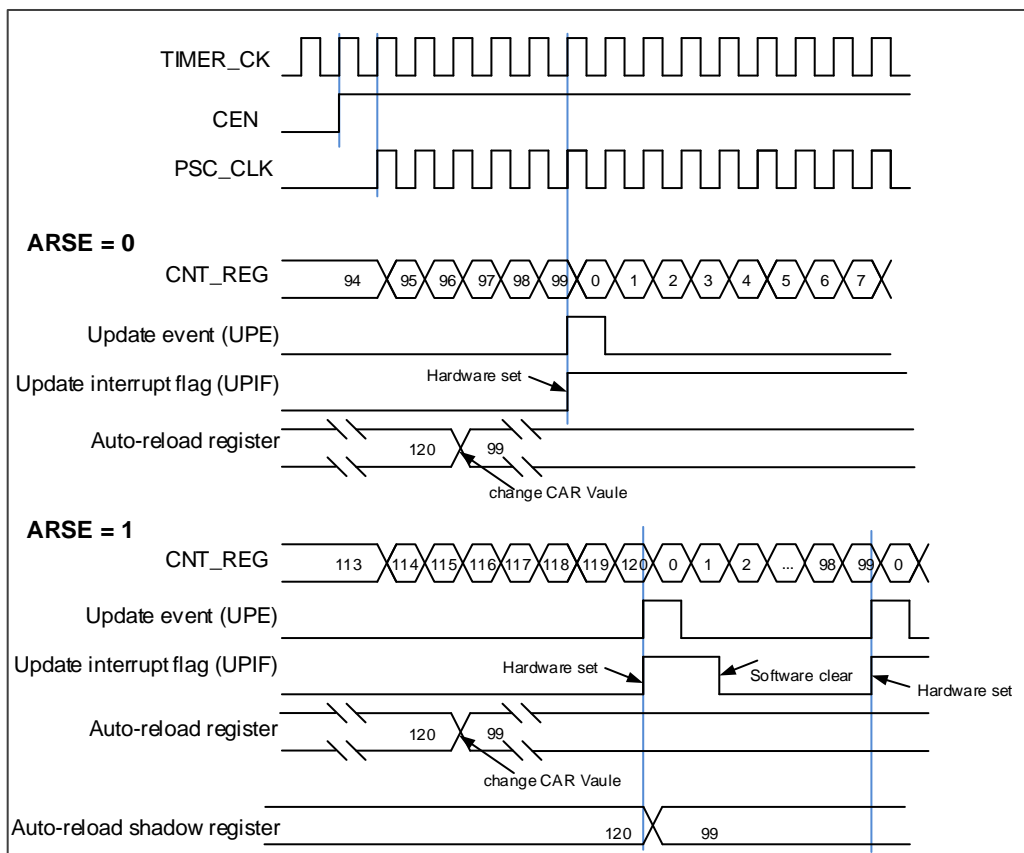 TIMER_CK
CEN
PSC_CLK
ARSE = 0
CNT_REG 94 95 96 97 98 99 0 1 2 3 4 5 6 7
Update event (UPE)
Update interrupt flag (UPIF) Hardware set
Auto-reload register 120 99
change CAR Vaule
ARSE = 1
CNT_REG 113 114 115 116 117 118 119 120 0 1 2 ... 98 99 0
Update event (UPE)
Update interrupt flag (UPIF) Hardware set Software clear Hardware set
Auto-reload register 120 99
change CAR Vaule
Auto-reload shadow register 120 99